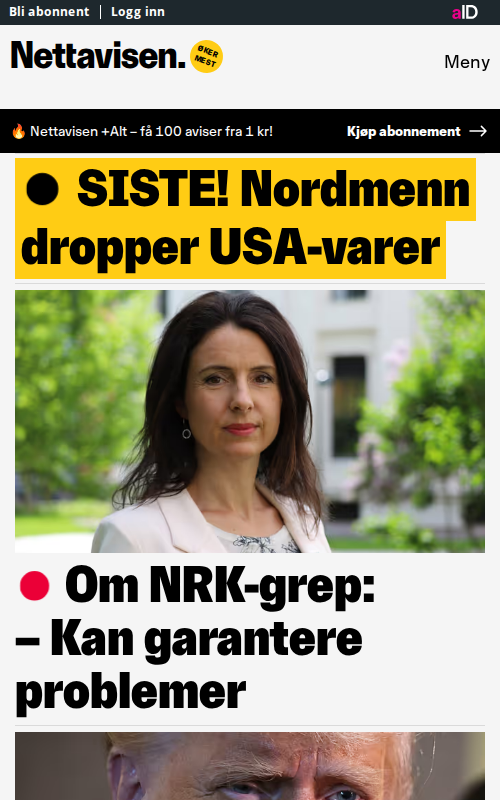 Bli abonnent | Logg inn
aID
Nettavisen.
ØKER
MEST
Meny
🔥 Nettavisen +Alt – få 100 aviser fra 1 kr!
Kjøp abonnement →
SISTE! Nordmenn
dropper USA-varer
Om NRK-grep:
– Kan garantere
problemer